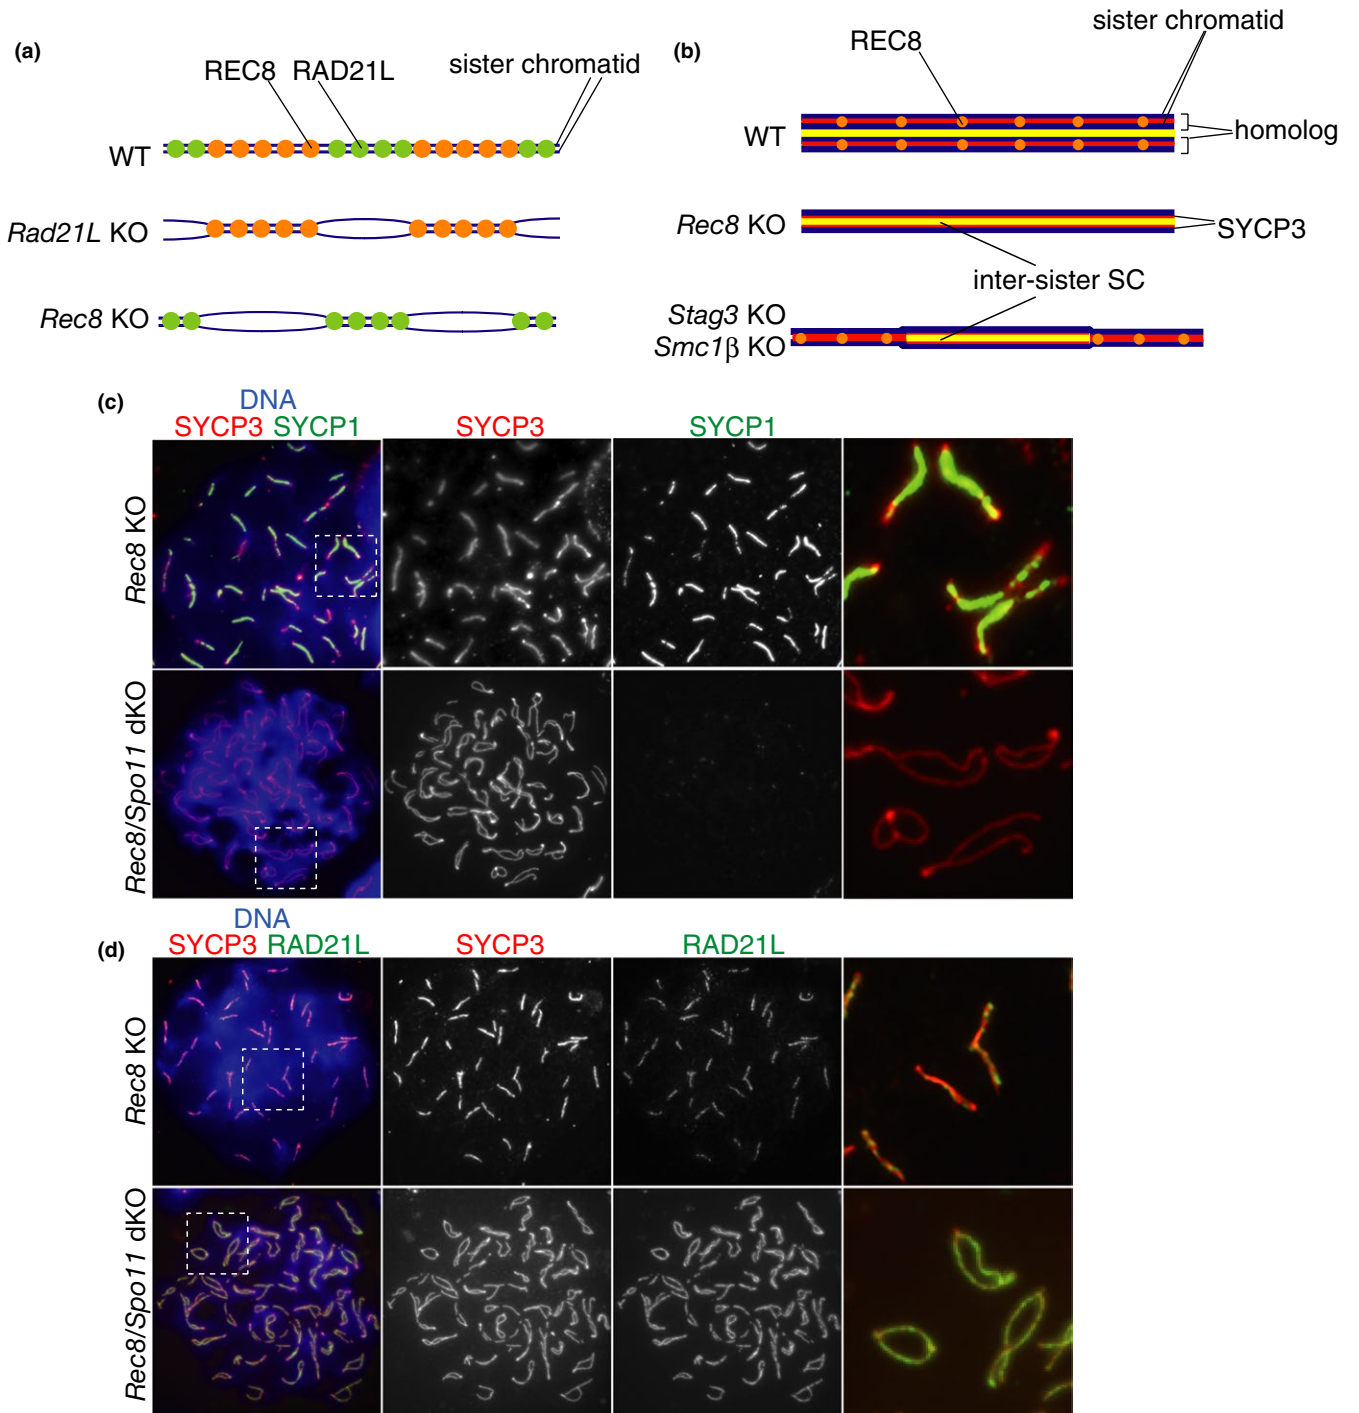 (a)
REC8 RAD21L
sister chromatid
WT
Rad21L KO
Rec8 KO
(b)
REC8
sister chromatid
WT
homolog
Rec8 KO
SYCP3
inter-sister SC
Stag3 KO
Smc1β KO
(c)
DNA
SYCP3 SYCP1
SYCP3
SYCP1
Rec8 KO
Rec8/Spo11 dKO
(d)
DNA
SYCP3 RAD21L
SYCP3
RAD21L
Rec8 KO
Rec8/Spo11 dKO